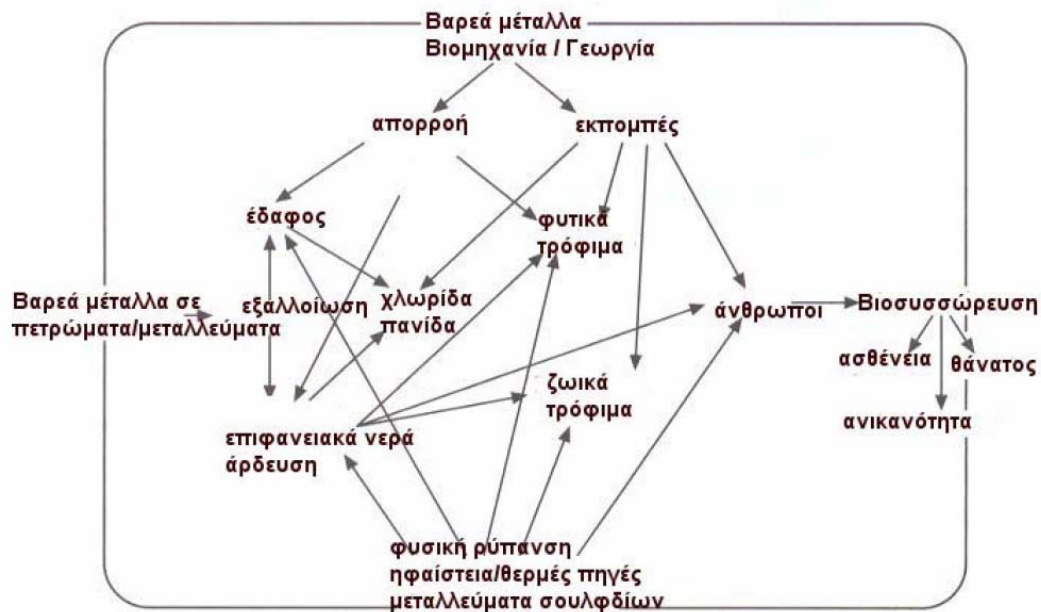 Βαρεά μέταλλα
Βιομηχανία / Γεωργία
απορροή
εκπομπές
έδαφος
φυτικά
τρόφιμα
Βαρεά μέταλλα σε
πετρώματα/μεταλλεύματα
εξαλλοίωση
χλωρίδα
πανίδα
άνθρωποι
Βιοσυσσώρευση
ασθένεια
θάνατος
ανικανότητα
ζωικά
τρόφιμα
επιφανειακά νερά
άρδευση
φυσική ρύπανση
ηφαίστεια/θερμές πηγές
μεταλλεύματα σουλφδίων